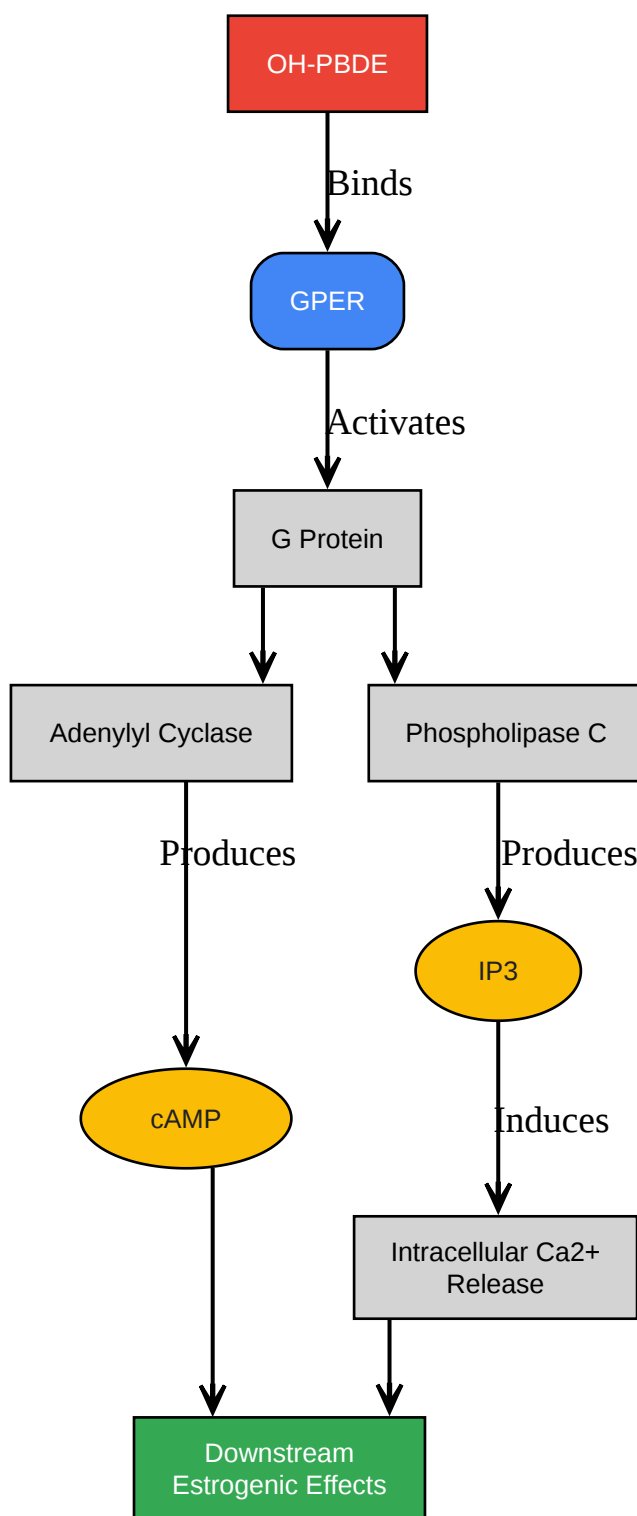 OH-PBDE
Binds
GPER
Activates
G Protein
Adenylyl Cyclase
Phospholipase C
Produces
Produces
IP3
cAMP
Induces
Intracellular Ca2+
Release
Downstream
Estrogenic Effects